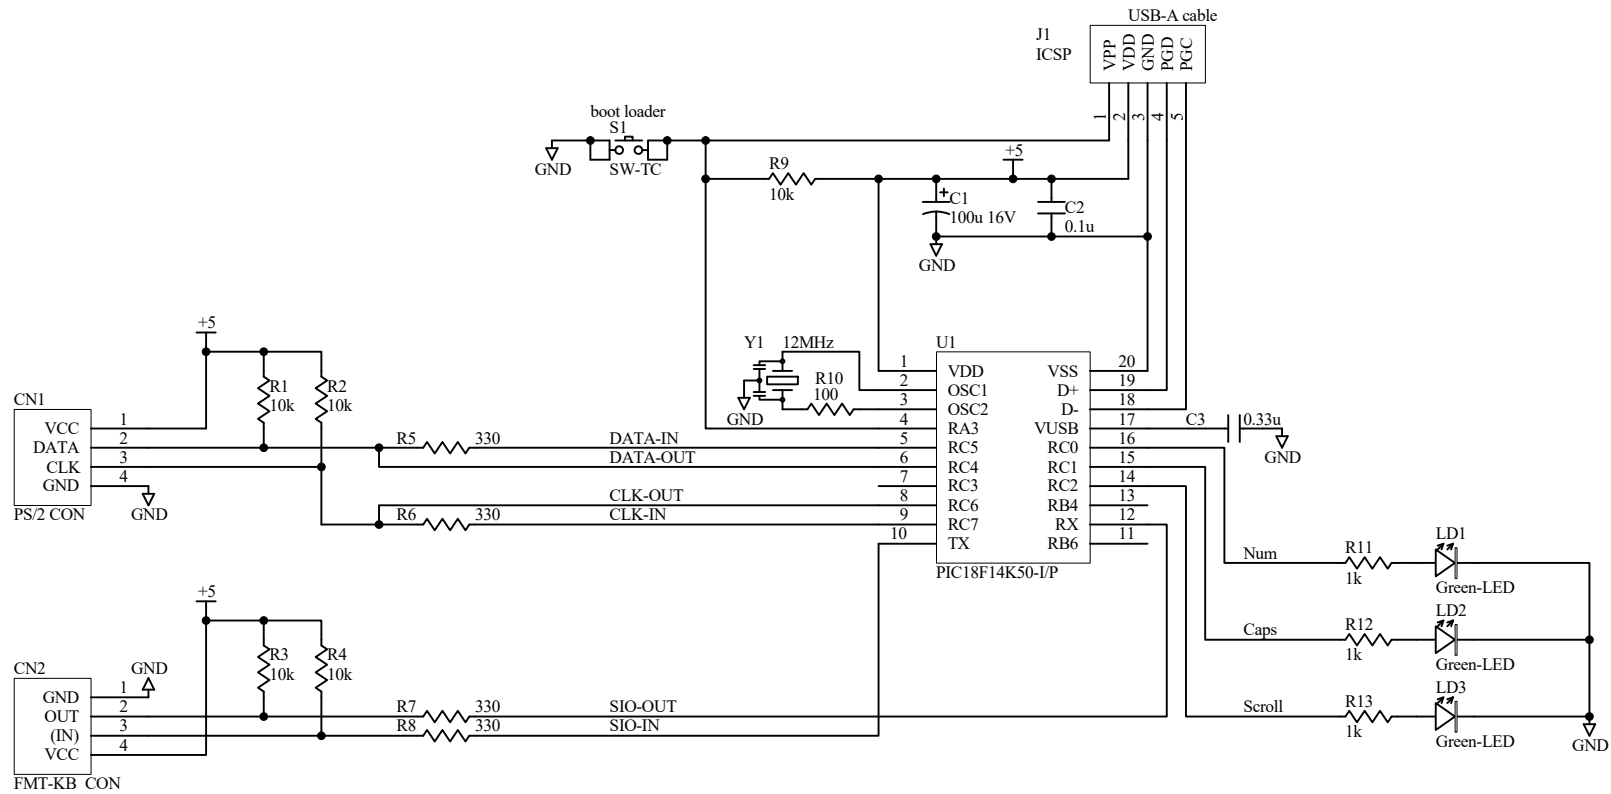 USB-A cable
J1
ICSP
VPP
VDD
GND
PGD
PGC
1
2
3
4
5
boot loader
S1
GND
SW-TC
R9
10k
+5
+
C1
100u 16V
C2
0.1u
GND
+5
R1
10k
R2
10k
Y1
12MHz
GND
R10
100
U1
1
VDD
2
OSC1
3
OSC2
4
RA3
5
RC5
6
RC4
7
RC3
8
RC6
9
RC7
10
TX
VSS
20
D+
19
D-
18
VUSB
17
RC0
16
RC1
15
RC2
14
RB4
13
RX
12
RB6
11
PIC18F14K50-I/P
C3
0.33u
GND
CN1
VCC
1
DATA
2
CLK
3
GND
4
PS/2 CON
GND
R5
330
DATA-IN
DATA-OUT
CLK-OUT
R6
330
CLK-IN
Num
R11
1k
LD1
Green-LED
Caps
R12
1k
LD2
Green-LED
Scroll
R13
1k
LD3
Green-LED
GND
+5
R3
10k
R4
10k
CN2
GND
GND
1
OUT
2
(IN)
3
VCC
4
FMT-KB CON
R7
330
SIO-OUT
R8
330
SIO-IN